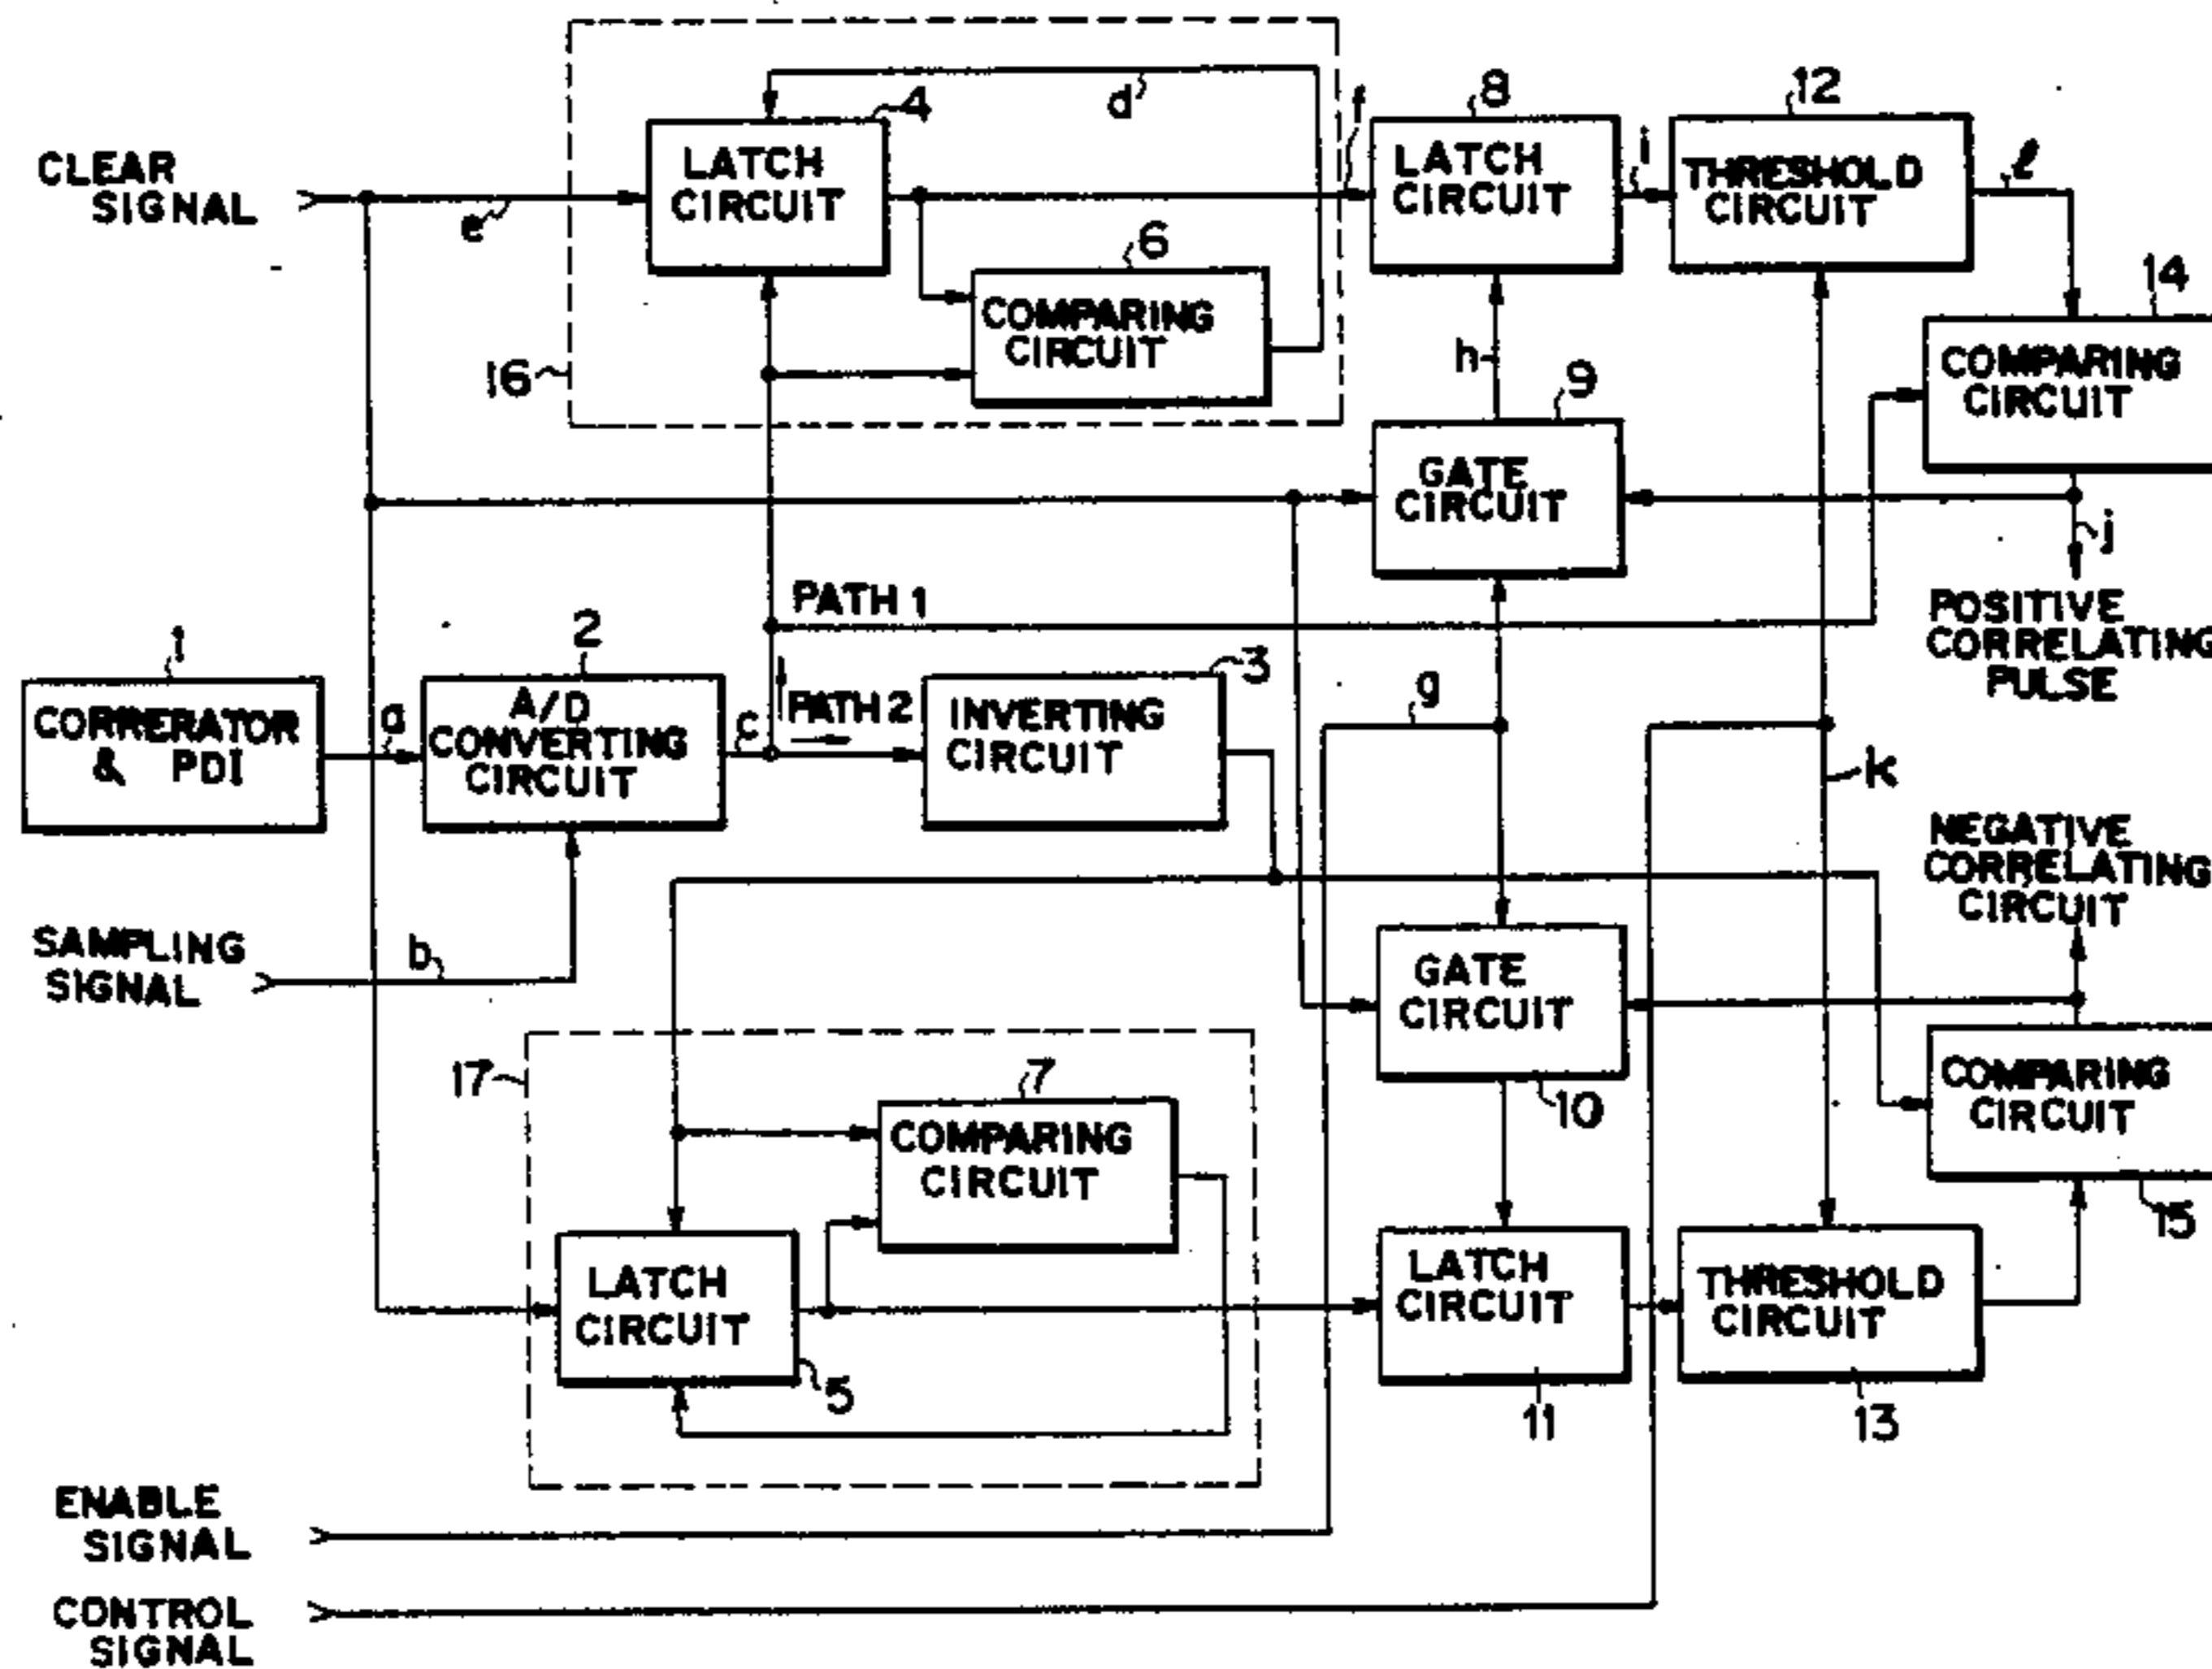 d
4
f
8
12
CLEAR
SIGNAL
e
LATCH
CIRCUIT
LATCH
CIRCUIT
i
THRESHOLD
CIRCUIT
ℓ
6
COMPARING
CIRCUIT
16
h
9
14
COMPARING
CIRCUIT
GATE
CIRCUIT
j
POSITIVE
CORRELATING
PULSE
PATH 1
1
2
3
g
CORRERATOR
& PDI
a
A/D
CONVERTING
CIRCUIT
c
PATH 2
INVERTING
CIRCUIT
k
NEGATIVE
CORRELATING
CIRCUIT
SAMPLING
SIGNAL
b
GATE
CIRCUIT
10
17
7
COMPARING
CIRCUIT
COMPARING
CIRCUIT
15
LATCH
CIRCUIT
5
LATCH
CIRCUIT
11
THRESHOLD
CIRCUIT
13
ENABLE
SIGNAL
CONTROL
SIGNAL